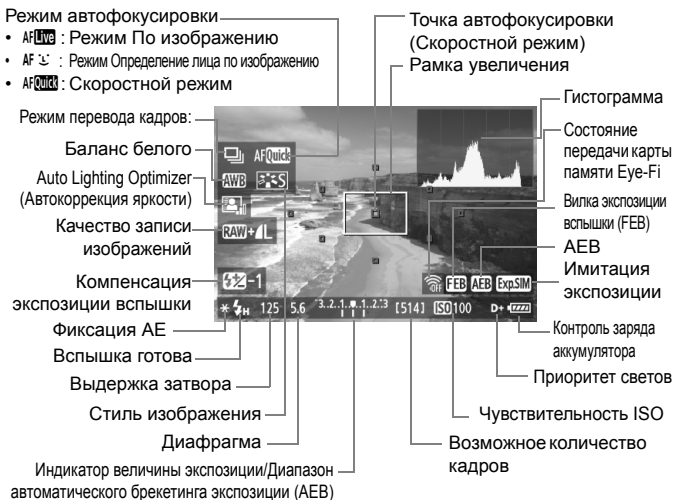 Режим автофокусировки
• AF Live : Режим По изображению
• AF : Режим Определение лица по изображению
• AF Quick : Скоростной режим
Режим перевода кадров:
Баланс белого
Auto Lighting Optimizer
(Автокоррекция яркости)
Качество записи
изображений
Компенсация
экспозиции вспышки
Фиксация AE
Вспышка готова
Выдержка затвора
Стиль изображения
Диафрагма
Индикатор величины экспозиции/Диапазон
автоматического брекетинга экспозиции (AEB)
Точка автофокусировки
(Скоростной режим)
Рамка увеличения
Гистограмма
Состояние
передачи карты
памяти Eye-Fi
Вилка экспозиции
вспышки (FEB)
AEB
Имитация
экспозиции
Контроль заряда
аккумулятора
Приоритет светов
Чувствительность ISO
Возможное количество
кадров
AF Quick
AWB
S
RAW+ L
-1
OFF FEB AEB Exp.SIM
* H 125 5.6 3..2..1..0..1..2..3 [514] ISO 100 D+